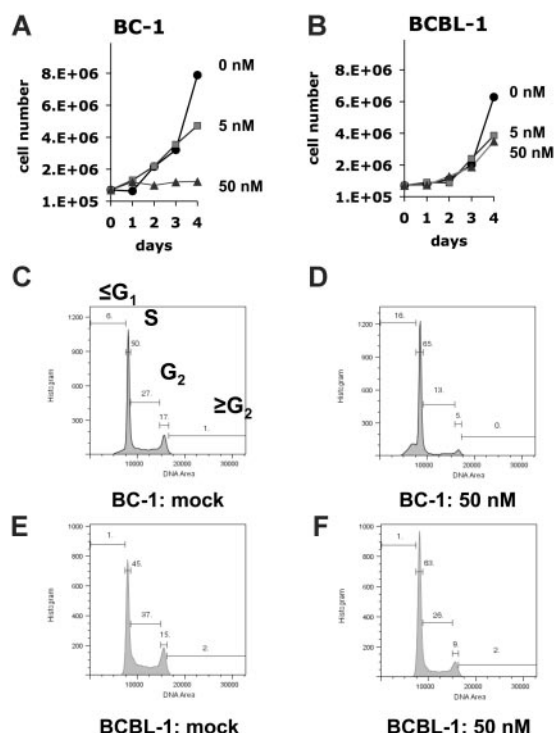 A
BC-1
cell number
8.E+06
6.E+06
4.E+06
2.E+06
1.E+05
0 1 2 3 4
days
0 nM
5 nM
50 nM
B
BCBL-1
cell number
8.E+06
6.E+06
4.E+06
2.E+06
1.E+05
0 1 2 3 4
days
0 nM
5 nM
50 nM
C
≤G1
S
G2
≥G2
Histogram
1200
900
600
300
6.
50.
27.
17.
1.
10000 20000 30000
DNA Area
BC-1: mock
D
Histogram
1200
900
600
300
16.
65.
13.
5.
0.
10000 20000 30000
DNA Area
BC-1: 50 nM
E
Histogram
1000
800
600
400
200
1.
45.
37.
15.
2.
10000 20000 30000
DNA Area
BCBL-1: mock
F
Histogram
800
600
400
200
1.
63.
26.
9.
2.
10000 20000 30000
DNA Area
BCBL-1: 50 nM